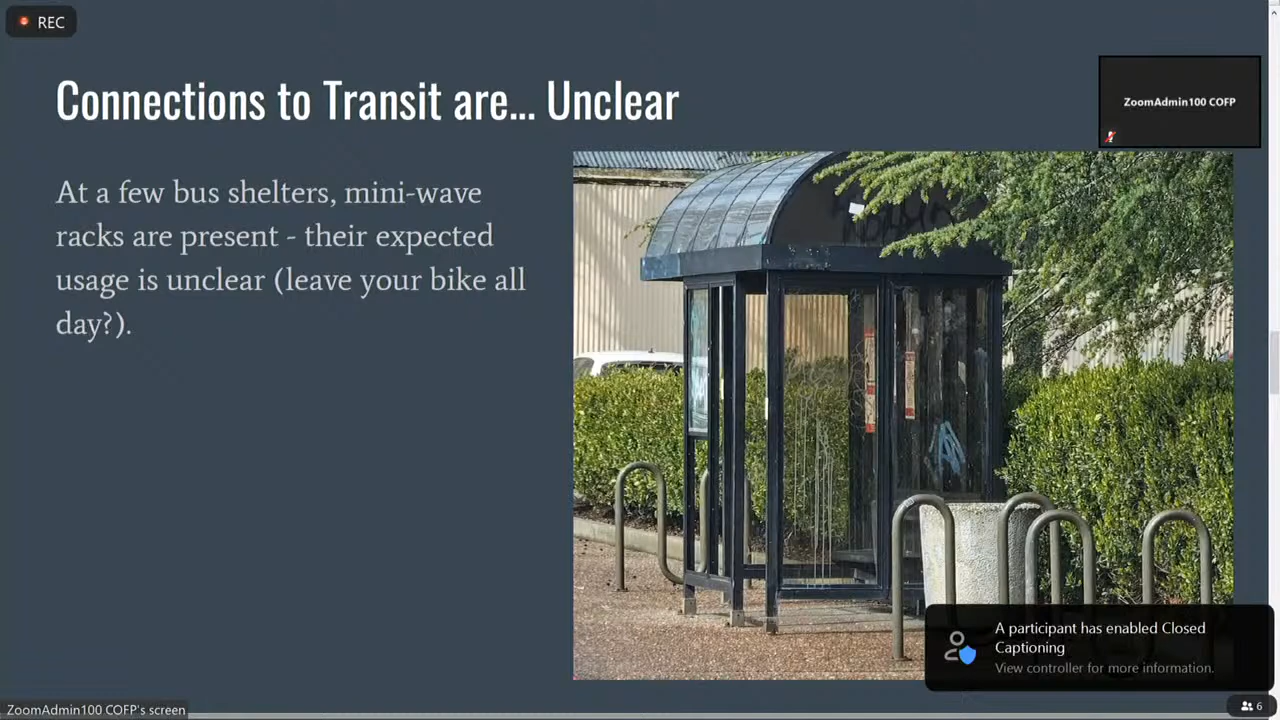 REC
Connections to Transit are... Unclear
ZoomAdmin100 COFP
At a few bus shelters, mini-wave
racks are present - their expected
usage is unclear (leave your bike all
day?).
A participant has enabled Closed
Captioning
View controller for more information.
ZoomAdmin100 COFP's screen
6